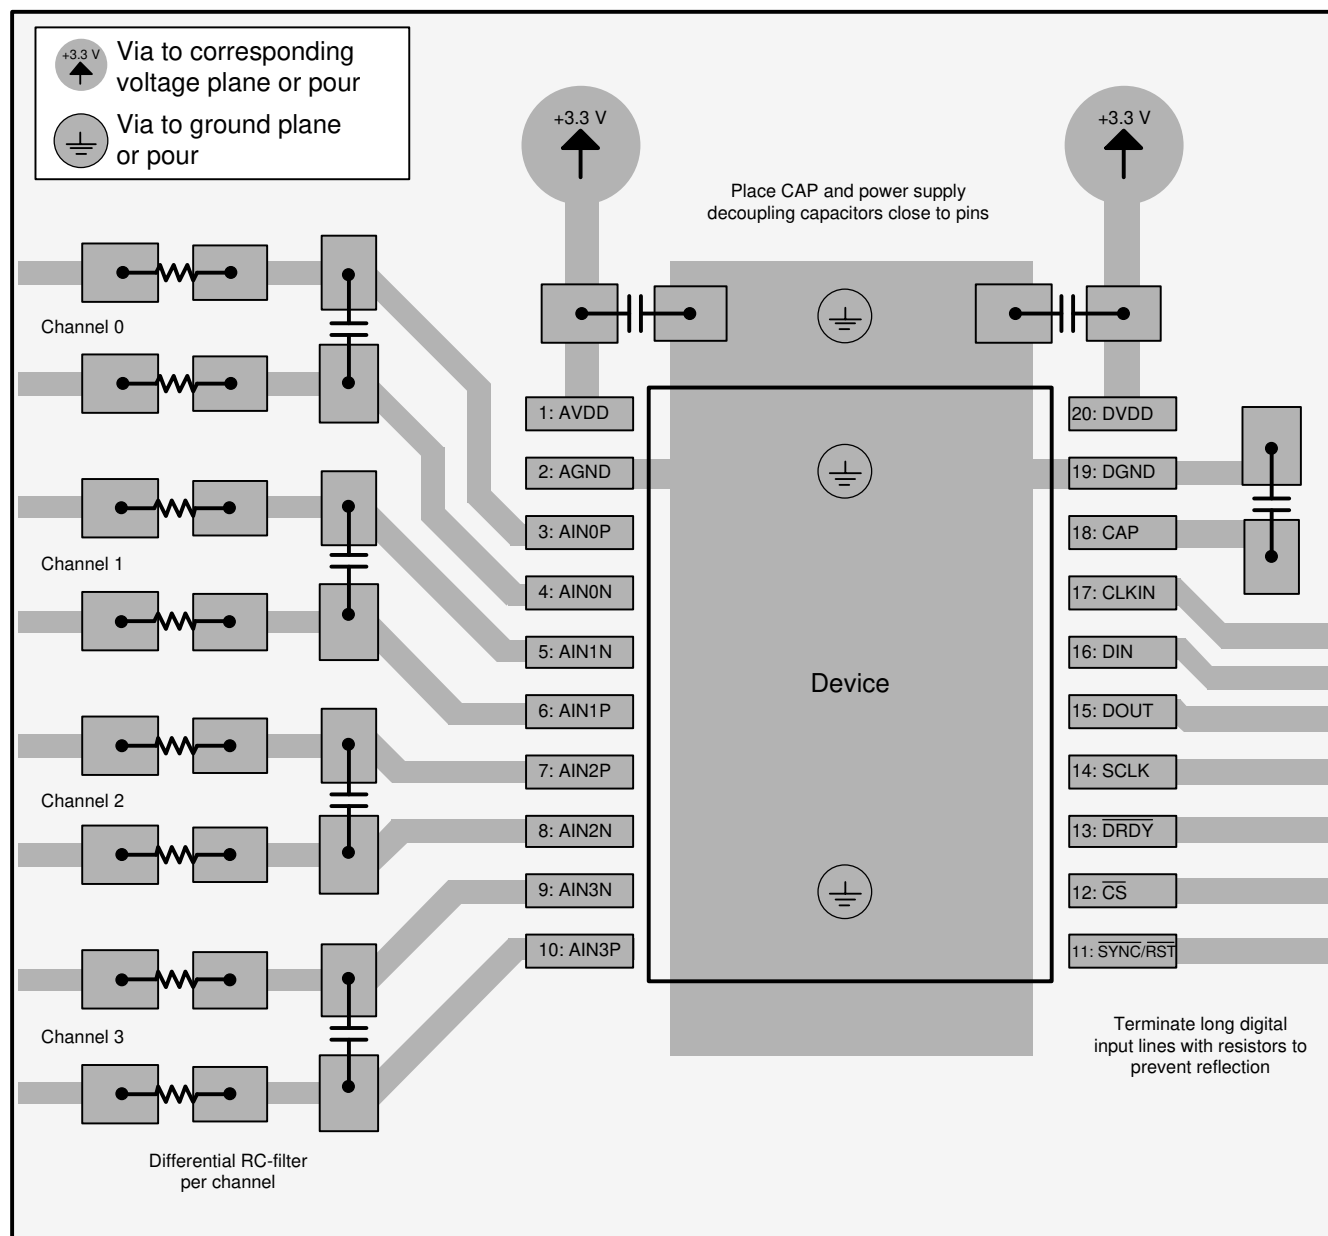 +3.3 V
Via to corresponding
voltage plane or pour
Via to ground plane
or pour
+3.3 V
+3.3 V
Place CAP and power supply
decoupling capacitors close to pins
Channel 0
Channel 1
Channel 2
Channel 3
Differential RC-filter
per channel
1: AVDD
2: AGND
3: AIN0P
4: AIN0N
5: AIN1N
6: AIN1P
7: AIN2P
8: AIN2N
9: AIN3N
10: AIN3P
Device
20: DVDD
19: DGND
18: CAP
17: CLKIN
16: DIN
15: DOUT
14: SCLK
13: D̅R̅D̅Y̅
12: C̅S̅
11: S̅Y̅N̅C̅/R̅S̅T̅
Terminate long digital
input lines with resistors to
prevent reflection